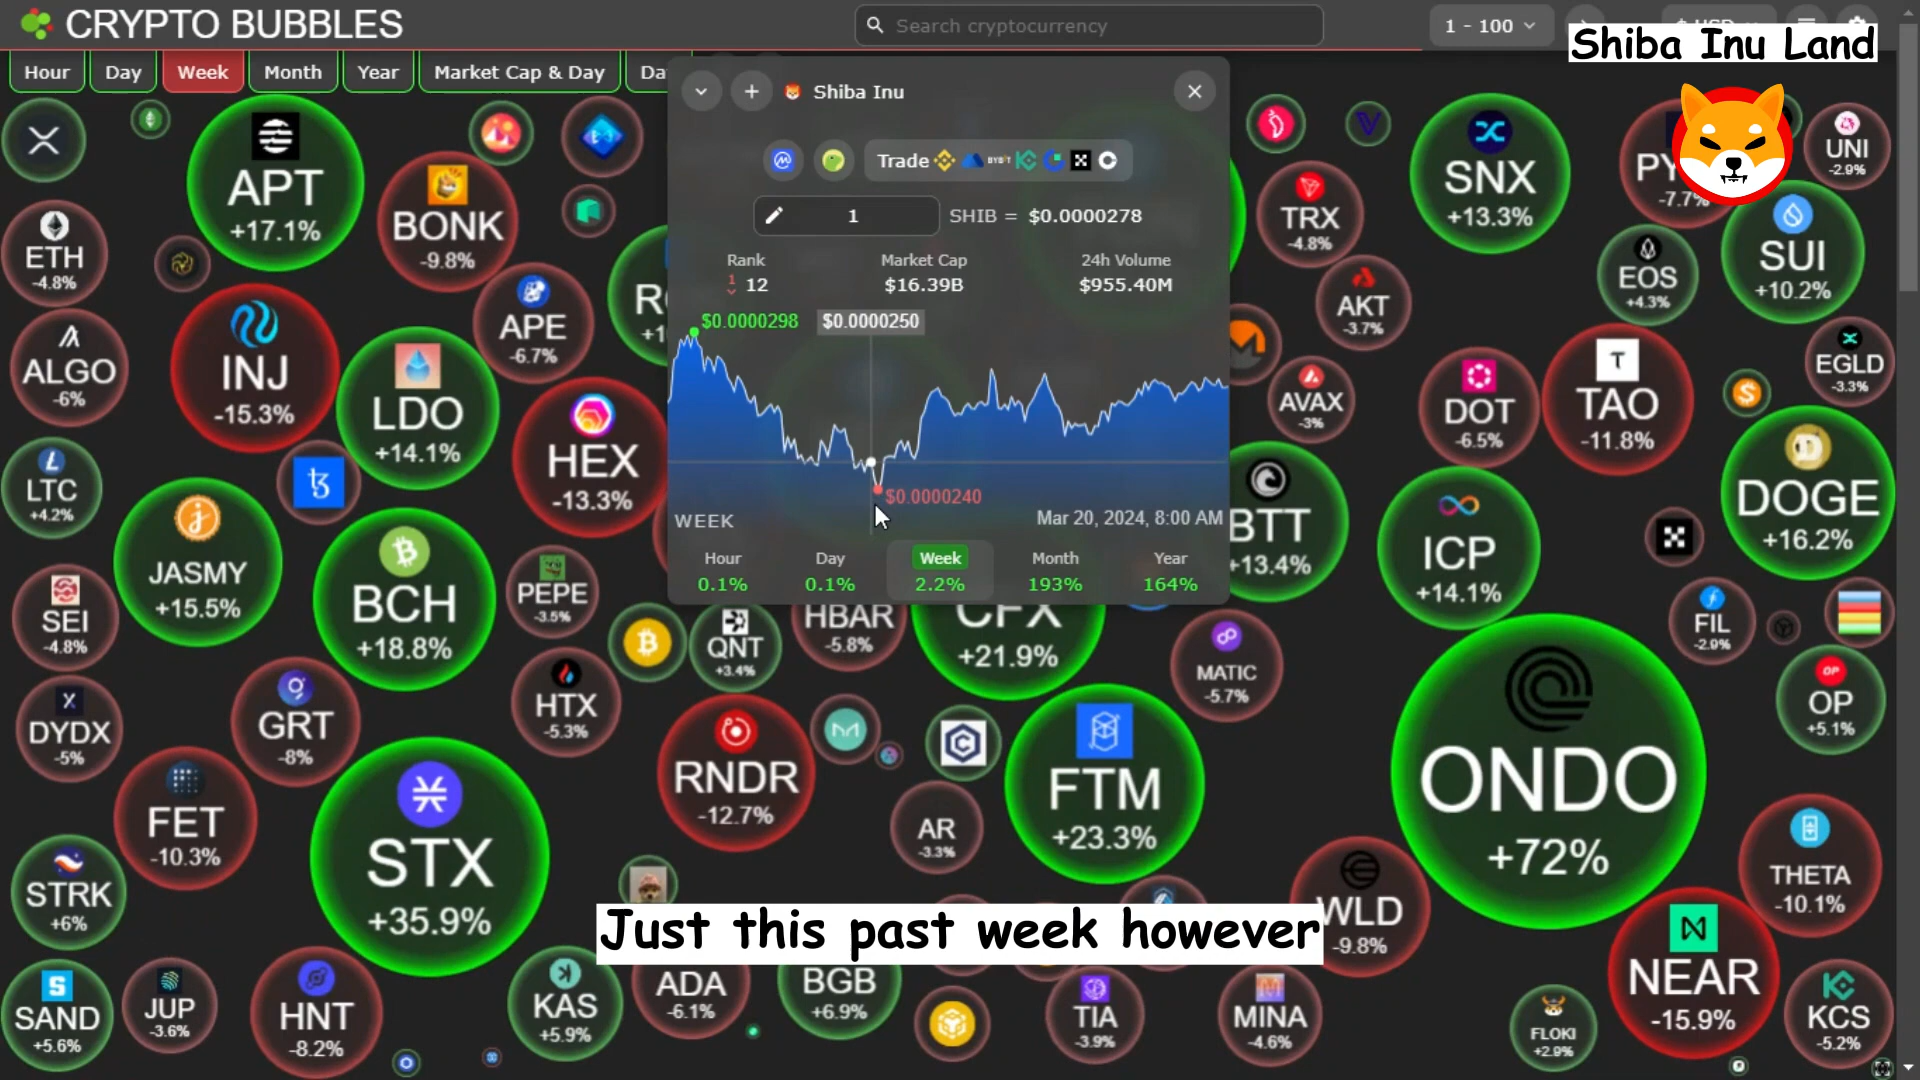 CRYPTO BUBBLES
Search cryptocurrency
1 - 100
Shiba Inu Land
Hour
Day
Week
Month
Year
Market Cap & Day
Shiba Inu
Trade
BYBIT
1
SHIB = $0.0000278
Rank
Market Cap
24h Volume
1
12
$16.39B
$955.40M
$0.0000298
$0.0000250
$0.0000240
WEEK
Mar 20, 2024, 8:00 AM
Hour
Day
Week
Month
Year
0.1%
0.1%
2.2%
193%
164%
APT
+17.1%
BONK
-9.8%
ETH
-4.8%
APE
-6.7%
INJ
-15.3%
ALGO
-6%
LDO
+14.1%
HEX
-13.3%
LTC
+4.2%
JASMY
+15.5%
BCH
+18.8%
PEPE
-3.5%
SEI
-4.8%
QNT
+3.4%
HBAR
-5.8%
CFX
+21.9%
DYDX
-5%
GRT
-8%
HTX
-5.3%
RNDR
-12.7%
FET
-10.3%
STX
+35.9%
AR
-3.3%
FTM
+23.3%
STRK
+6%
SAND
+5.6%
JUP
-3.6%
HNT
-8.2%
KAS
+5.9%
ADA
-6.1%
BGB
+6.9%
TIA
-3.9%
MINA
-4.6%
TRX
-4.8%
SNX
+13.3%
-7.7%
UNI
-2.9%
SUI
+10.2%
EOS
+4.3%
AKT
-3.7%
AVAX
-3%
DOT
-6.5%
TAO
-11.8%
EGLD
-3.3%
DOGE
+16.2%
BTT
+13.4%
ICP
+14.1%
FIL
-2.9%
MATIC
-5.7%
OP
+5.1%
ONDO
+72%
THETA
-10.1%
WLD
-9.8%
NEAR
-15.9%
FLOKI
+2.9%
KCS
-5.2%
Just this past week however